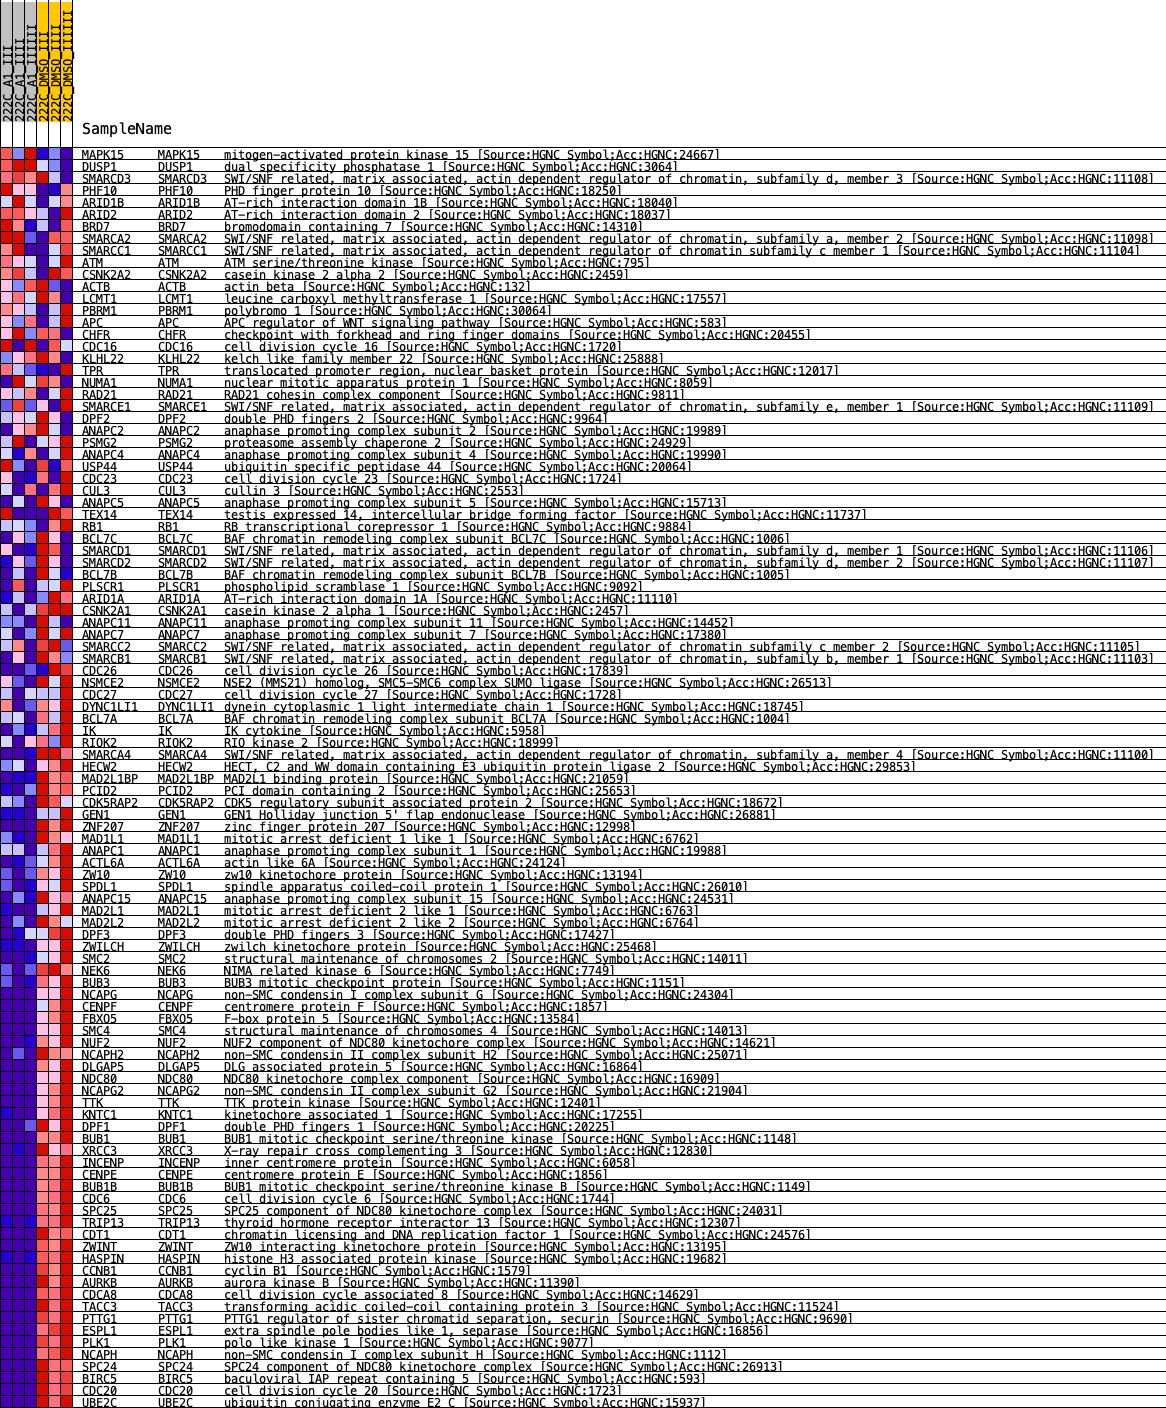 222C_A1_III
222C_A1_IIII
222C_A1_IIIIII
222C_DMSO_III
222C_DMSO_IIII
222C_DMSO_IIIIII
SampleName
MAPK15 MAPK15 mitogen-activated protein kinase 15 [Source:HGNC Symbol;Acc:HGNC:24667]
DUSP1 DUSP1 dual specificity phosphatase 1 [Source:HGNC Symbol;Acc:HGNC:3064]
SMARCD3 SMARCD3 SWI/SNF related, matrix associated, actin dependent regulator of chromatin, subfamily d, member 3 [Source:HGNC Symbol;Acc:HGNC:11108]
PHF10 PHF10 PHD finger protein 10 [Source:HGNC Symbol;Acc:HGNC:18250]
ARID1B ARID1B AT-rich interaction domain 1B [Source:HGNC Symbol;Acc:HGNC:18040]
ARID2 ARID2 AT-rich interaction domain 2 [Source:HGNC Symbol;Acc:HGNC:18037]
BRD7 BRD7 bromodomain containing 7 [Source:HGNC Symbol;Acc:HGNC:14310]
SMARCA2 SMARCA2 SWI/SNF related, matrix associated, actin dependent regulator of chromatin, subfamily a, member 2 [Source:HGNC Symbol;Acc:HGNC:11098]
SMARCC1 SMARCC1 SWI/SNF related, matrix associated, actin dependent regulator of chromatin subfamily c member 1 [Source:HGNC Symbol;Acc:HGNC:11104]
ATM ATM ATM serine/threonine kinase [Source:HGNC Symbol;Acc:HGNC:795]
CSNK2A2 CSNK2A2 casein kinase 2 alpha 2 [Source:HGNC Symbol;Acc:HGNC:2459]
ACTB ACTB actin beta [Source:HGNC Symbol;Acc:HGNC:132]
LCMT1 LCMT1 leucine carboxyl methyltransferase 1 [Source:HGNC Symbol;Acc:HGNC:17557]
PBRM1 PBRM1 polybromo 1 [Source:HGNC Symbol;Acc:HGNC:30064]
APC APC APC regulator of WNT signaling pathway [Source:HGNC Symbol;Acc:HGNC:583]
CHFR CHFR checkpoint with forkhead and ring finger domains [Source:HGNC Symbol;Acc:HGNC:20455]
CDC16 CDC16 cell division cycle 16 [Source:HGNC Symbol;Acc:HGNC:1720]
KLHL22 KLHL22 kelch like family member 22 [Source:HGNC Symbol;Acc:HGNC:25888]
TPR TPR translocated promoter region, nuclear basket protein [Source:HGNC Symbol;Acc:HGNC:12017]
NUMA1 NUMA1 nuclear mitotic apparatus protein 1 [Source:HGNC Symbol;Acc:HGNC:8059]
RAD21 RAD21 RAD21 cohesin complex component [Source:HGNC Symbol;Acc:HGNC:9811]
SMARCE1 SMARCE1 SWI/SNF related, matrix associated, actin dependent regulator of chromatin, subfamily e, member 1 [Source:HGNC Symbol;Acc:HGNC:11109]
DPF2 DPF2 double PHD fingers 2 [Source:HGNC Symbol;Acc:HGNC:9964]
ANAPC2 ANAPC2 anaphase promoting complex subunit 2 [Source:HGNC Symbol;Acc:HGNC:19989]
PSMG2 PSMG2 proteasome assembly chaperone 2 [Source:HGNC Symbol;Acc:HGNC:24929]
ANAPC4 ANAPC4 anaphase promoting complex subunit 4 [Source:HGNC Symbol;Acc:HGNC:19990]
USP44 USP44 ubiquitin specific peptidase 44 [Source:HGNC Symbol;Acc:HGNC:20064]
CDC23 CDC23 cell division cycle 23 [Source:HGNC Symbol;Acc:HGNC:1724]
CUL3 CUL3 cullin 3 [Source:HGNC Symbol;Acc:HGNC:2553]
ANAPC5 ANAPC5 anaphase promoting complex subunit 5 [Source:HGNC Symbol;Acc:HGNC:15713]
TEX14 TEX14 testis expressed 14, intercellular bridge forming factor [Source:HGNC Symbol;Acc:HGNC:11737]
RB1 RB1 RB transcriptional corepressor 1 [Source:HGNC Symbol;Acc:HGNC:9884]
BCL7C BCL7C BAF chromatin remodeling complex subunit BCL7C [Source:HGNC Symbol;Acc:HGNC:1006]
SMARCD1 SMARCD1 SWI/SNF related, matrix associated, actin dependent regulator of chromatin, subfamily d, member 1 [Source:HGNC Symbol;Acc:HGNC:11106]
SMARCD2 SMARCD2 SWI/SNF related, matrix associated, actin dependent regulator of chromatin, subfamily d, member 2 [Source:HGNC Symbol;Acc:HGNC:11107]
BCL7B BCL7B BAF chromatin remodeling complex subunit BCL7B [Source:HGNC Symbol;Acc:HGNC:1005]
PLSCR1 PLSCR1 phospholipid scramblase 1 [Source:HGNC Symbol;Acc:HGNC:9092]
ARID1A ARID1A AT-rich interaction domain 1A [Source:HGNC Symbol;Acc:HGNC:11110]
CSNK2A1 CSNK2A1 casein kinase 2 alpha 1 [Source:HGNC Symbol;Acc:HGNC:2457]
ANAPC11 ANAPC11 anaphase promoting complex subunit 11 [Source:HGNC Symbol;Acc:HGNC:14452]
ANAPC7 ANAPC7 anaphase promoting complex subunit 7 [Source:HGNC Symbol;Acc:HGNC:17380]
SMARCC2 SMARCC2 SWI/SNF related, matrix associated, actin dependent regulator of chromatin subfamily c member 2 [Source:HGNC Symbol;Acc:HGNC:11105]
SMARCB1 SMARCB1 SWI/SNF related, matrix associated, actin dependent regulator of chromatin, subfamily b, member 1 [Source:HGNC Symbol;Acc:HGNC:11103]
CDC26 CDC26 cell division cycle 26 [Source:HGNC Symbol;Acc:HGNC:17839]
NSMCE2 NSMCE2 NSE2 (MMS21) homolog, SMC5-SMC6 complex SUMO ligase [Source:HGNC Symbol;Acc:HGNC:26513]
CDC27 CDC27 cell division cycle 27 [Source:HGNC Symbol;Acc:HGNC:1728]
DYNC1LI1 DYNC1LI1 dynein cytoplasmic 1 light intermediate chain 1 [Source:HGNC Symbol;Acc:HGNC:18745]
BCL7A BCL7A BAF chromatin remodeling complex subunit BCL7A [Source:HGNC Symbol;Acc:HGNC:1004]
IK IK IK cytokine [Source:HGNC Symbol;Acc:HGNC:5958]
RIOK2 RIOK2 RIO kinase 2 [Source:HGNC Symbol;Acc:HGNC:18999]
SMARCA4 SMARCA4 SWI/SNF related, matrix associated, actin dependent regulator of chromatin, subfamily a, member 4 [Source:HGNC Symbol;Acc:HGNC:11100]
HECW2 HECW2 HECT, C2 and WW domain containing E3 ubiquitin protein ligase 2 [Source:HGNC Symbol;Acc:HGNC:29853]
MAD2L1BP MAD2L1BP MAD2L1 binding protein [Source:HGNC Symbol;Acc:HGNC:21059]
PCID2 PCID2 PCI domain containing 2 [Source:HGNC Symbol;Acc:HGNC:25653]
CDK5RAP2 CDK5RAP2 CDK5 regulatory subunit associated protein 2 [Source:HGNC Symbol;Acc:HGNC:18672]
GEN1 GEN1 GEN1 Holliday junction 5' flap endonuclease [Source:HGNC Symbol;Acc:HGNC:26881]
ZNF207 ZNF207 zinc finger protein 207 [Source:HGNC Symbol;Acc:HGNC:12998]
MAD1L1 MAD1L1 mitotic arrest deficient 1 like 1 [Source:HGNC Symbol;Acc:HGNC:6762]
ANAPC1 ANAPC1 anaphase promoting complex subunit 1 [Source:HGNC Symbol;Acc:HGNC:19988]
ACTL6A ACTL6A actin like 6A [Source:HGNC Symbol;Acc:HGNC:24124]
ZW10 ZW10 zw10 kinetochore protein [Source:HGNC Symbol;Acc:HGNC:13194]
SPDL1 SPDL1 spindle apparatus coiled-coil protein 1 [Source:HGNC Symbol;Acc:HGNC:26010]
ANAPC15 ANAPC15 anaphase promoting complex subunit 15 [Source:HGNC Symbol;Acc:HGNC:24531]
MAD2L1 MAD2L1 mitotic arrest deficient 2 like 1 [Source:HGNC Symbol;Acc:HGNC:6763]
MAD2L2 MAD2L2 mitotic arrest deficient 2 like 2 [Source:HGNC Symbol;Acc:HGNC:6764]
DPF3 DPF3 double PHD fingers 3 [Source:HGNC Symbol;Acc:HGNC:17427]
ZWILCH ZWILCH zwilch kinetochore protein [Source:HGNC Symbol;Acc:HGNC:25468]
SMC2 SMC2 structural maintenance of chromosomes 2 [Source:HGNC Symbol;Acc:HGNC:14011]
NEK6 NEK6 NIMA related kinase 6 [Source:HGNC Symbol;Acc:HGNC:7749]
BUB3 BUB3 BUB3 mitotic checkpoint protein [Source:HGNC Symbol;Acc:HGNC:1151]
NCAPG NCAPG non-SMC condensin I complex subunit G [Source:HGNC Symbol;Acc:HGNC:24304]
CENPF CENPF centromere protein F [Source:HGNC Symbol;Acc:HGNC:1857]
FBXO5 FBXO5 F-box protein 5 [Source:HGNC Symbol;Acc:HGNC:13584]
SMC4 SMC4 structural maintenance of chromosomes 4 [Source:HGNC Symbol;Acc:HGNC:14013]
NUF2 NUF2 NUF2 component of NDC80 kinetochore complex [Source:HGNC Symbol;Acc:HGNC:14621]
NCAPH2 NCAPH2 non-SMC condensin II complex subunit H2 [Source:HGNC Symbol;Acc:HGNC:25071]
DLGAP5 DLGAP5 DLG associated protein 5 [Source:HGNC Symbol;Acc:HGNC:16864]
NDC80 NDC80 NDC80 kinetochore complex component [Source:HGNC Symbol;Acc:HGNC:16909]
NCAPG2 NCAPG2 non-SMC condensin II complex subunit G2 [Source:HGNC Symbol;Acc:HGNC:21904]
TTK TTK TTK protein kinase [Source:HGNC Symbol;Acc:HGNC:12401]
KNTC1 KNTC1 kinetochore associated 1 [Source:HGNC Symbol;Acc:HGNC:17255]
DPF1 DPF1 double PHD fingers 1 [Source:HGNC Symbol;Acc:HGNC:20225]
BUB1 BUB1 BUB1 mitotic checkpoint serine/threonine kinase [Source:HGNC Symbol;Acc:HGNC:1148]
XRCC3 XRCC3 X-ray repair cross complementing 3 [Source:HGNC Symbol;Acc:HGNC:12830]
INCENP INCENP inner centromere protein [Source:HGNC Symbol;Acc:HGNC:6058]
CENPE CENPE centromere protein E [Source:HGNC Symbol;Acc:HGNC:1856]
BUB1B BUB1B BUB1 mitotic checkpoint serine/threonine kinase B [Source:HGNC Symbol;Acc:HGNC:1149]
CDC6 CDC6 cell division cycle 6 [Source:HGNC Symbol;Acc:HGNC:1744]
SPC25 SPC25 SPC25 component of NDC80 kinetochore complex [Source:HGNC Symbol;Acc:HGNC:24031]
TRIP13 TRIP13 thyroid hormone receptor interactor 13 [Source:HGNC Symbol;Acc:HGNC:12307]
CDT1 CDT1 chromatin licensing and DNA replication factor 1 [Source:HGNC Symbol;Acc:HGNC:24576]
ZWINT ZWINT ZW10 interacting kinetochore protein [Source:HGNC Symbol;Acc:HGNC:13195]
HASPIN HASPIN histone H3 associated protein kinase [Source:HGNC Symbol;Acc:HGNC:19682]
CCNB1 CCNB1 cyclin B1 [Source:HGNC Symbol;Acc:HGNC:1579]
AURKB AURKB aurora kinase B [Source:HGNC Symbol;Acc:HGNC:11390]
CDCA8 CDCA8 cell division cycle associated 8 [Source:HGNC Symbol;Acc:HGNC:14629]
TACC3 TACC3 transforming acidic coiled-coil containing protein 3 [Source:HGNC Symbol;Acc:HGNC:11524]
PTTG1 PTTG1 PTTG1 regulator of sister chromatid separation, securin [Source:HGNC Symbol;Acc:HGNC:9690]
ESPL1 ESPL1 extra spindle pole bodies like 1, separase [Source:HGNC Symbol;Acc:HGNC:16856]
PLK1 PLK1 polo like kinase 1 [Source:HGNC Symbol;Acc:HGNC:9077]
NCAPH NCAPH non-SMC condensin I complex subunit H [Source:HGNC Symbol;Acc:HGNC:1112]
SPC24 SPC24 SPC24 component of NDC80 kinetochore complex [Source:HGNC Symbol;Acc:HGNC:26913]
BIRC5 BIRC5 baculoviral IAP repeat containing 5 [Source:HGNC Symbol;Acc:HGNC:593]
CDC20 CDC20 cell division cycle 20 [Source:HGNC Symbol;Acc:HGNC:1723]
UBE2C UBE2C ubiquitin conjugating enzyme E2 C [Source:HGNC Symbol;Acc:HGNC:15937]